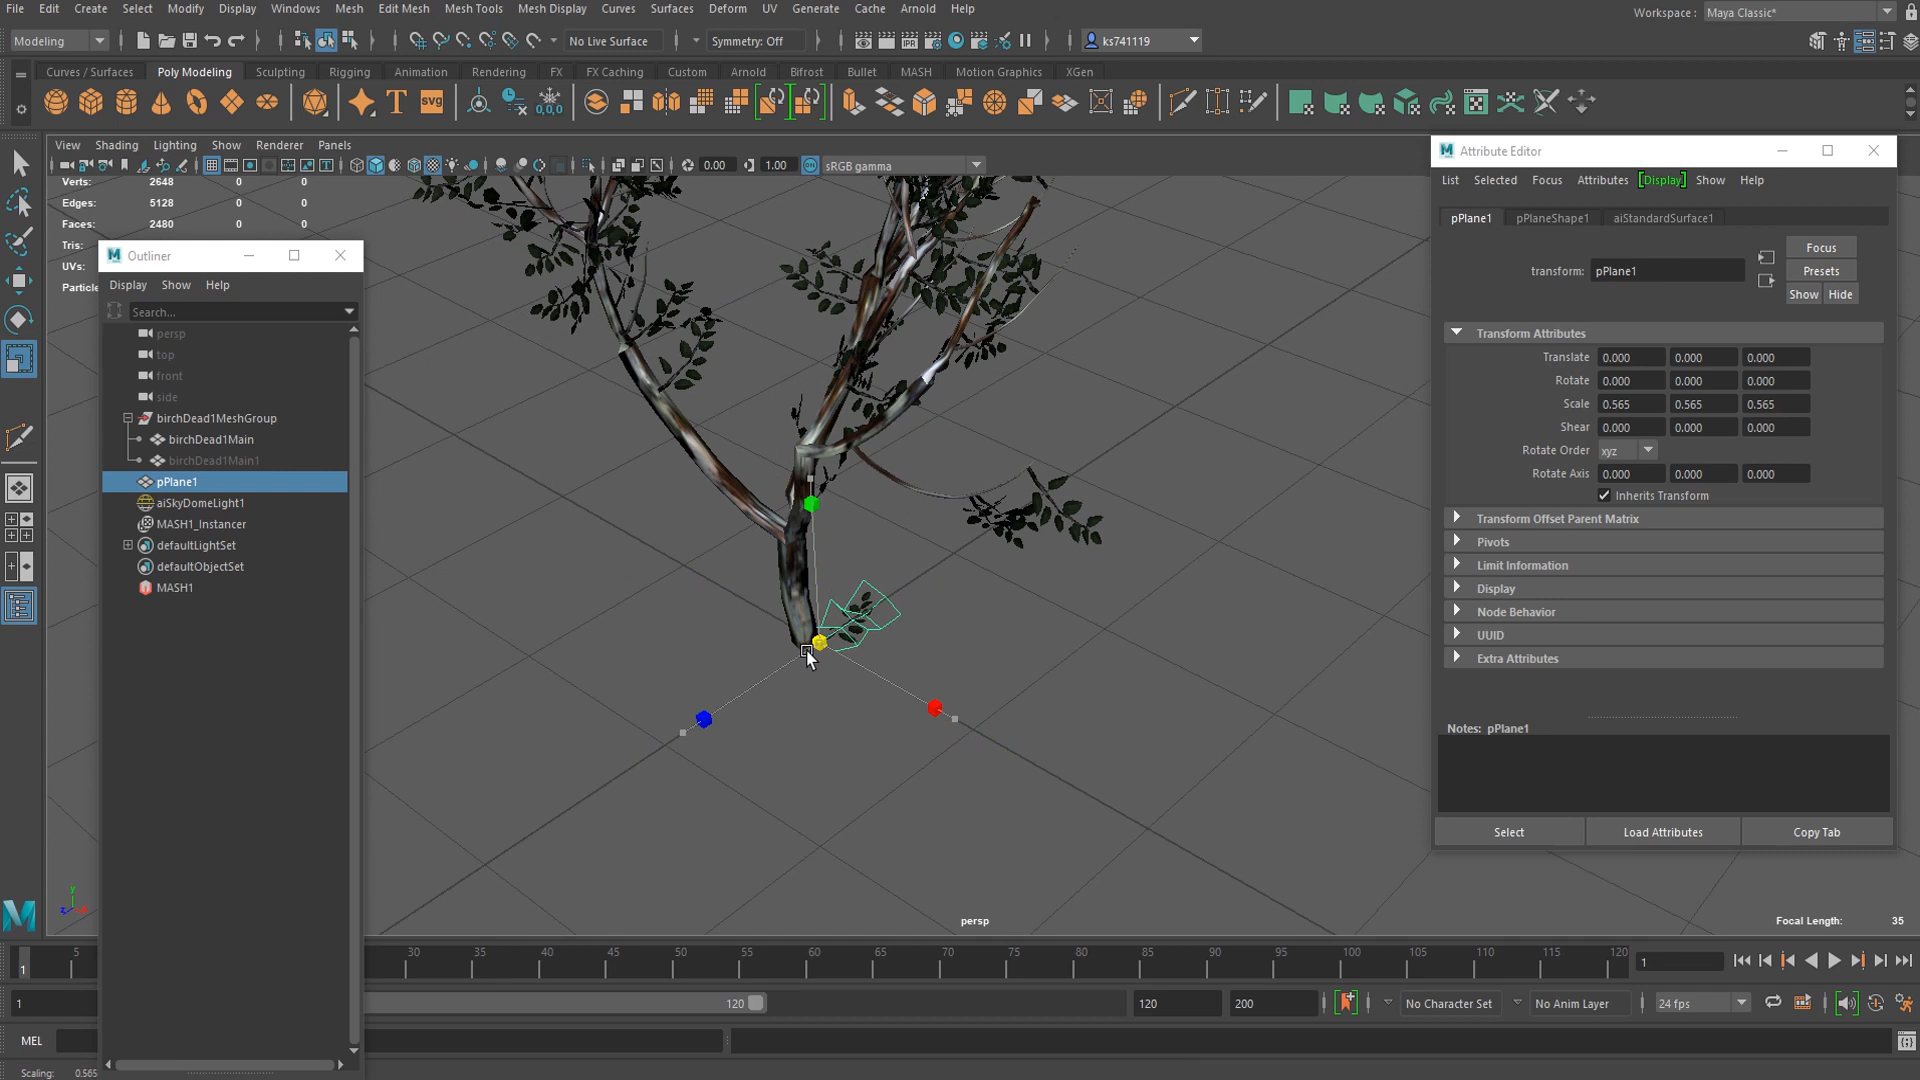 File Edit Create Select Modify Display Windows Mesh Edit Mesh Mesh Tools Mesh Display Curves Surfaces Deform UV Generate Cache Arnold Help
Workspace : Maya Classic*
Modeling No Live Surface Symmetry: Off ks741119
Curves / Surfaces Poly Modeling Sculpting Rigging Animation Rendering FX FX Caching Custom Arnold Bifrost Bullet MASH Motion Graphics XGen
T svg 0,0,0
View Shading Lighting Show Renderer Panels
IPR 0.00 1.00 ON sRGB gamma
Verts: 2648 0 0
Edges: 5128 0 0
Faces: 2480 0 0
Tris:
UVs:
Particle
M Outliner
Display Show Help
Search...
persp
top
front
side
birchDead1MeshGroup
birchDead1Main
birchDead1Main1
pPlane1
aiSkyDomeLight1
MASH1_Instancer
defaultLightSet
defaultObjectSet
MASH1
M Attribute Editor
List Selected Focus Attributes Display Show Help
pPlane1 pPlaneShape1 aiStandardSurface1
Focus
transform: pPlane1 Presets
Show Hide
Transform Attributes
Translate 0.000 0.000 0.000
Rotate 0.000 0.000 0.000
Scale 0.565 0.565 0.565
Shear 0.000 0.000 0.000
Rotate Order xyz
Rotate Axis 0.000 0.000 0.000
Inherits Transform
Transform Offset Parent Matrix
Pivots
Limit Information
Display
Node Behavior
UUID
Extra Attributes
Notes: pPlane1
Select Load Attributes Copy Tab
y
z x
persp
Focal Length: 35
1 5 30 35 40 45 50 55 60 65 70 75 80 85 90 95 100 105 110 115 120 1
1 120 120 200 No Character Set No Anim Layer 24 fps
MEL
Scaling: 0.565